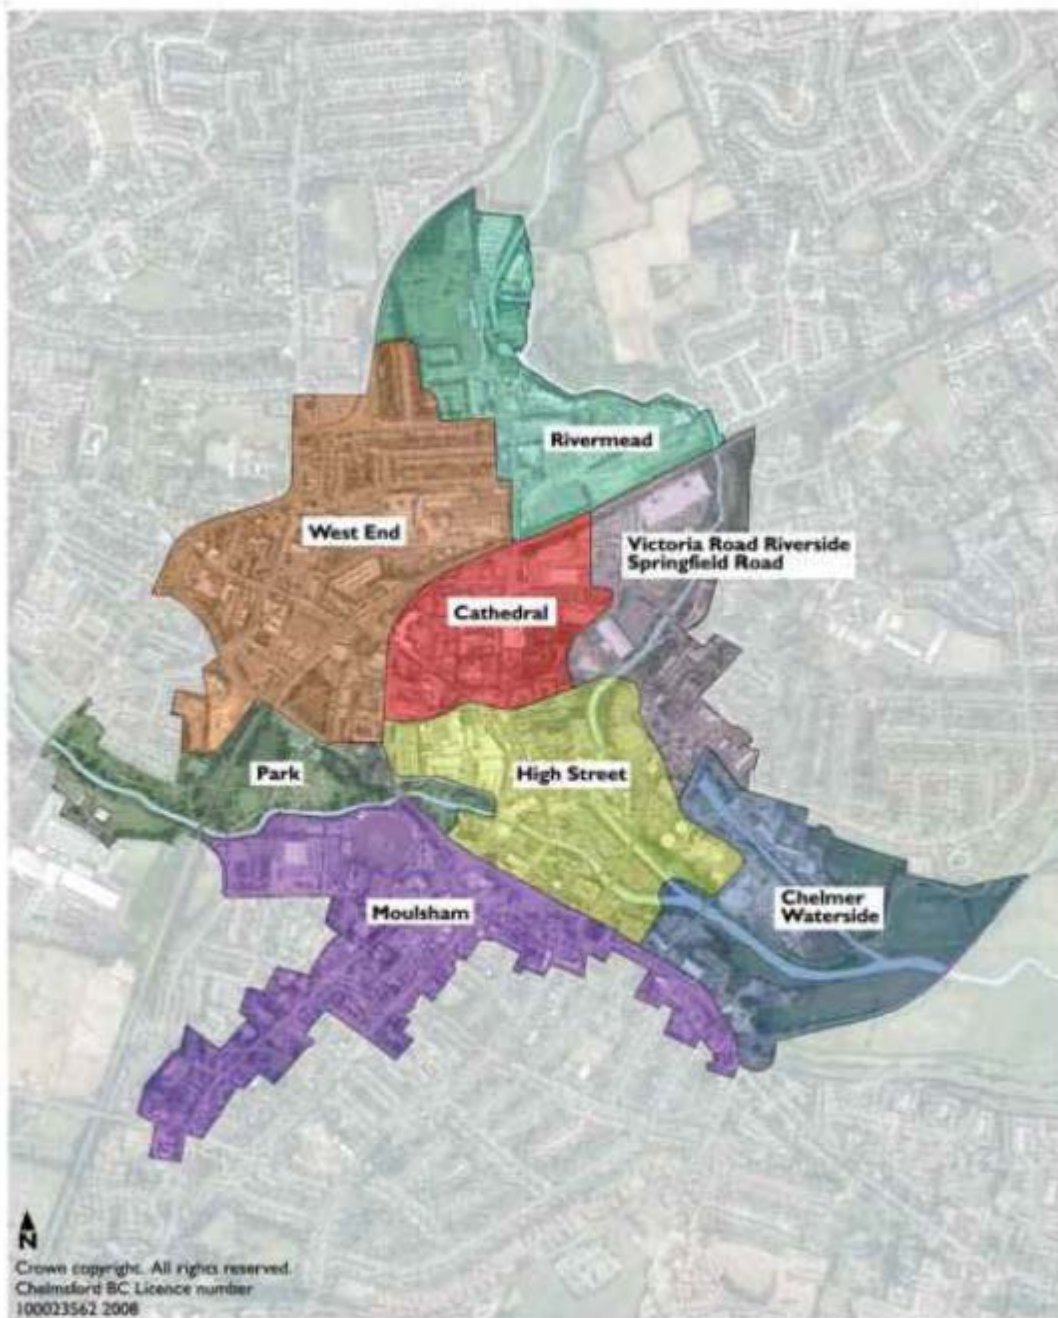 Rivermead
West End
Victoria Road Riverside
Springfield Road
Cathedral
Park
High Street
Chelmer
Waterside
Moulsham
N
Crown copyright. All rights reserved.
Chelmsford BC Licence number
100023562 2008